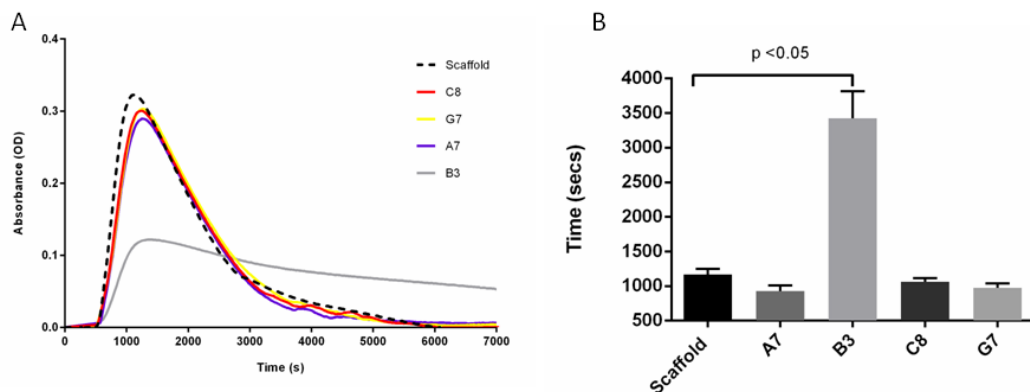 A
Absorbance (OD)
0.4
0.3
0.2
0.1
0.0
0 1000 2000 3000 4000 5000 6000 7000
Time (s)
Scaffold
C8
G7
A7
B3
B
p <0.05
Time (secs)
4000
3500
3000
2500
2000
1500
1000
500
Scaffold A7 B3 C8 G7